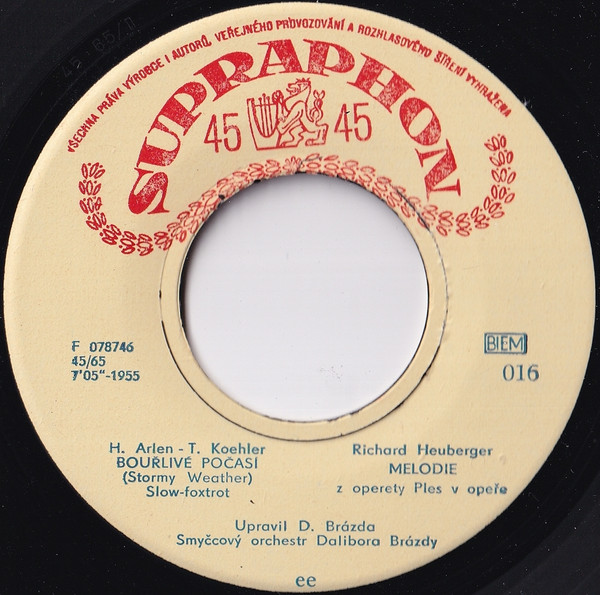 VŠECHNA PRÁVA VÝROBCE I AUTORŮ, VEŘEJNÉHO PROVOZOVÁNÍ A ROZHLASOVÉHO ŠÍŘENÍ VYHRAŽENA
SUPRAPHON
45 45
F 078746
45/65
7'05"-1955
BIEM
016
H. Arlen - T. Koehler
BOUŘLIVÉ POČASÍ
(Stormy Weather)
Slow-foxtrot
Richard Heuberger
MELODIE
z operety Ples v opeře
Upravil D. Brázda
Smyčcový orchestr Dalibora Brázdy
ee